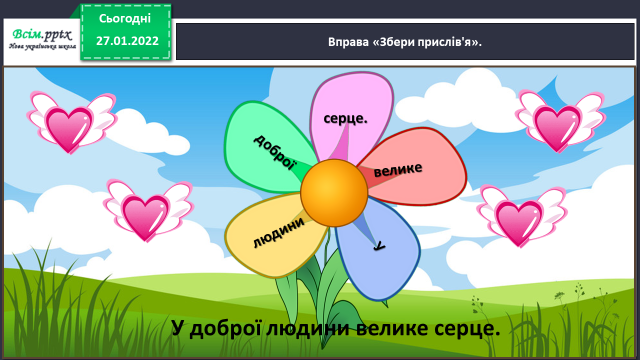 Сьогодні
27.01.2022
Всім.pptx
Нова українська школа
Вправа «Збери прислів'я».
серце.
доброї
велике
людини
У
У доброї людини велике серце.